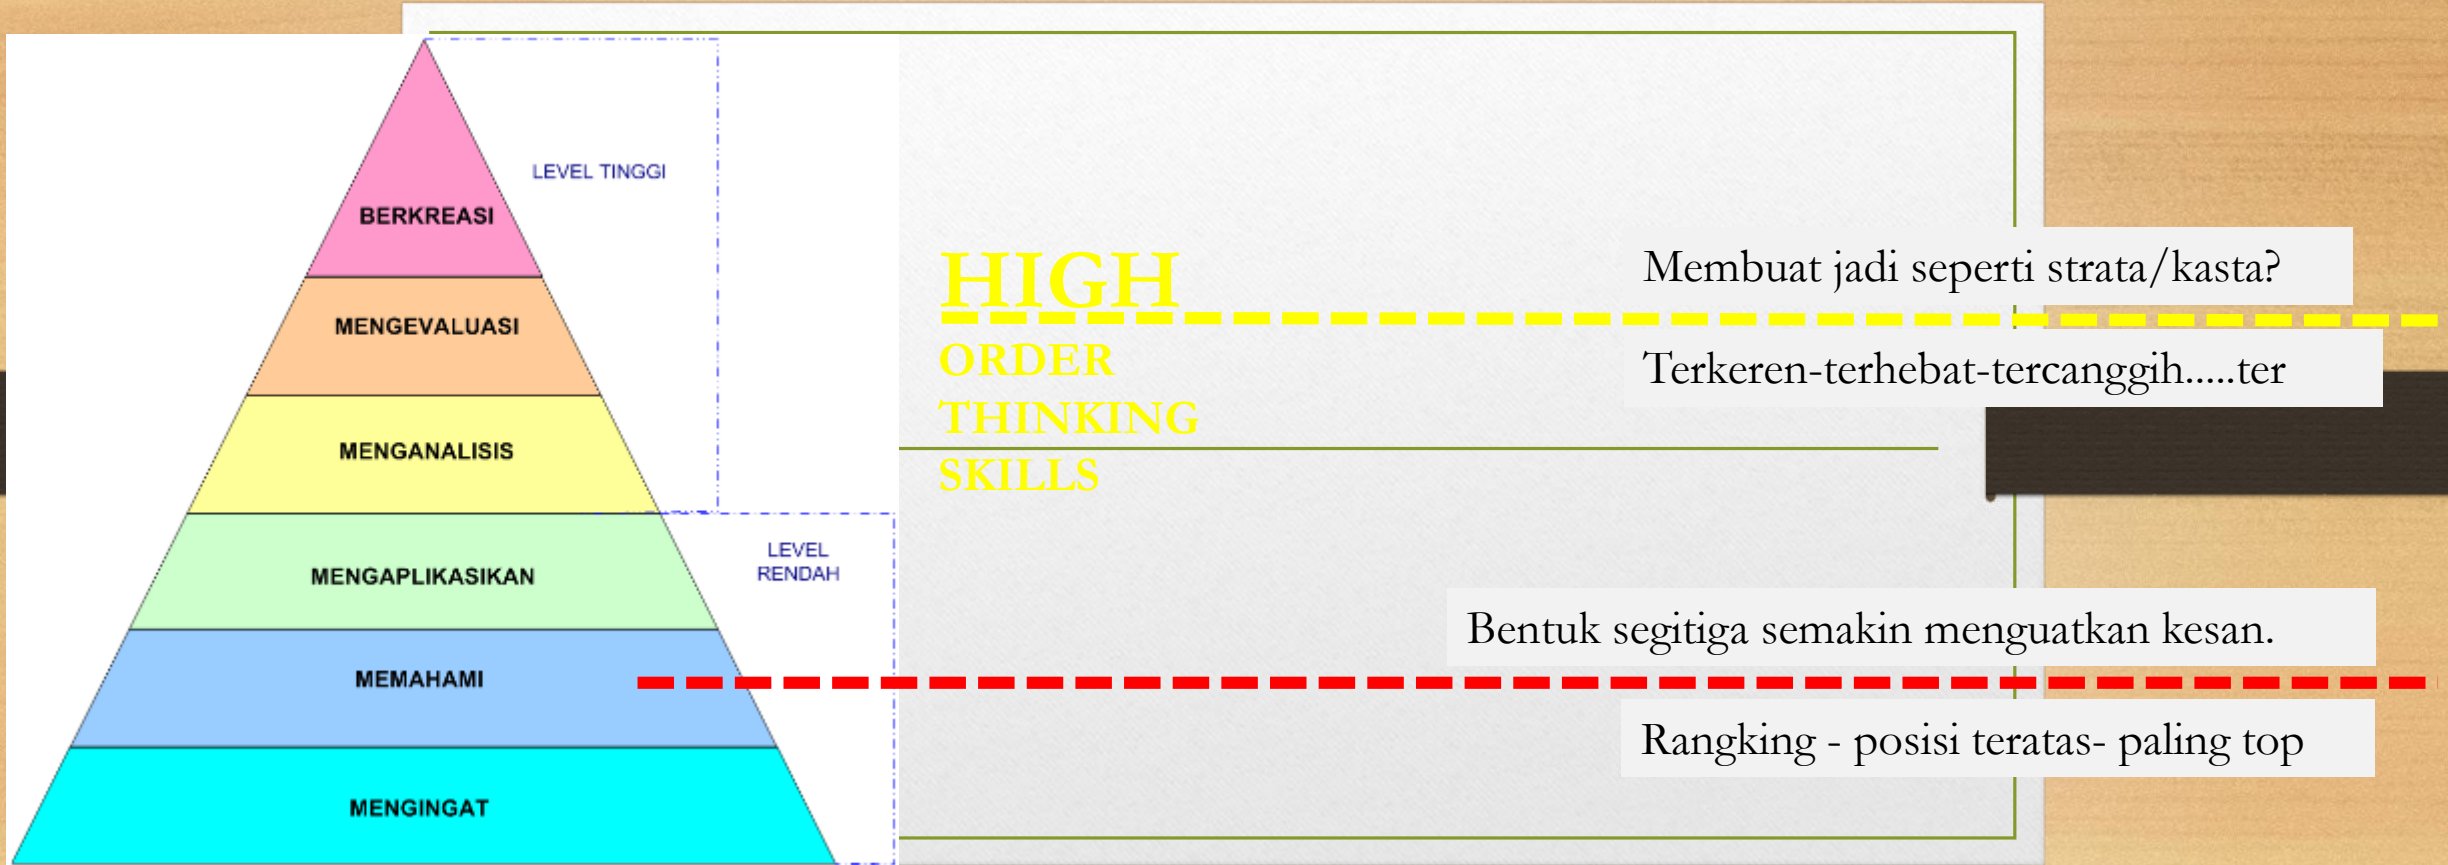 LEVEL TINGGI
BERKREASI
MENGEVALUASI
MENGANALISIS
LEVEL
RENDAH
MENGAPLIKASIKAN
MEMAHAMI
MENGINGAT
HIGH
ORDER
THINKING
SKILLS
Membuat jadi seperti strata/kasta?
Terkeren-terhebat-tercanggih.....ter
Bentuk segitiga semakin menguatkan kesan.
Rangking - posisi teratas- paling top